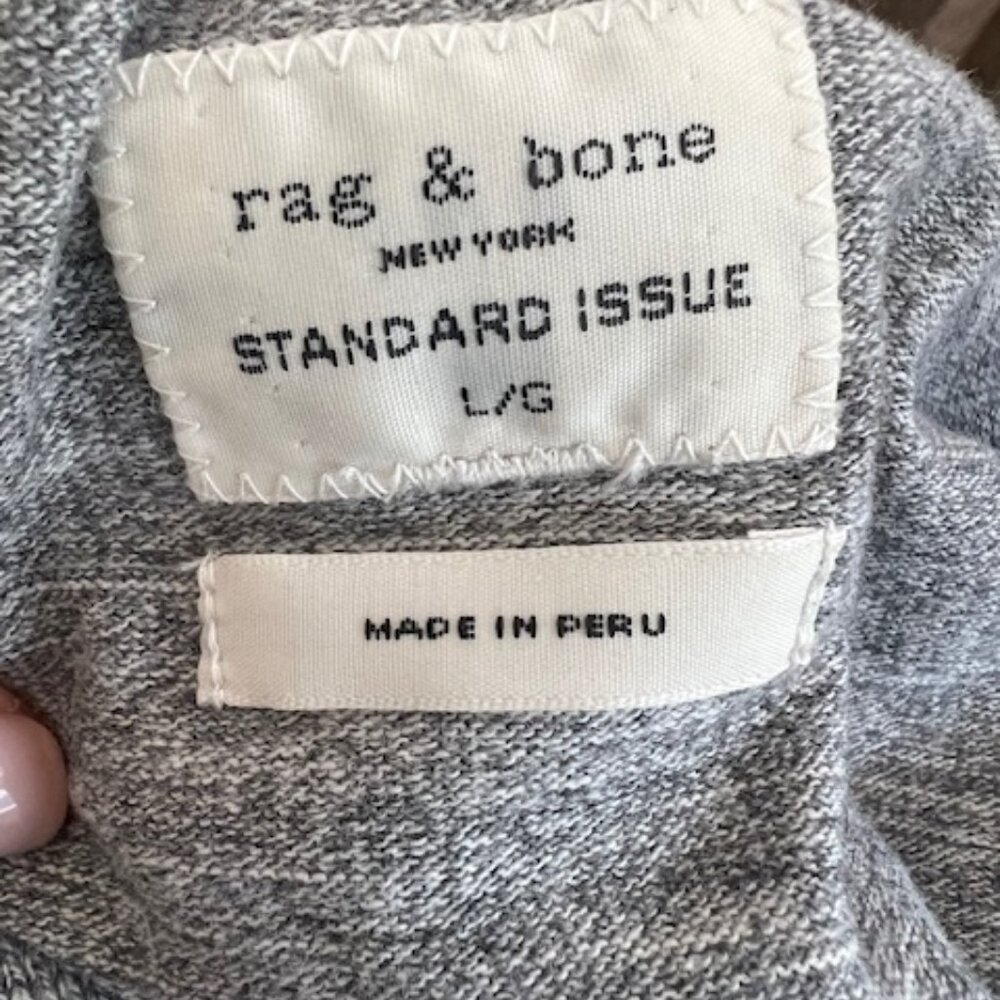 rag & bone
NEW YORK
STANDARD ISSUE
L/G
MADE IN PERU